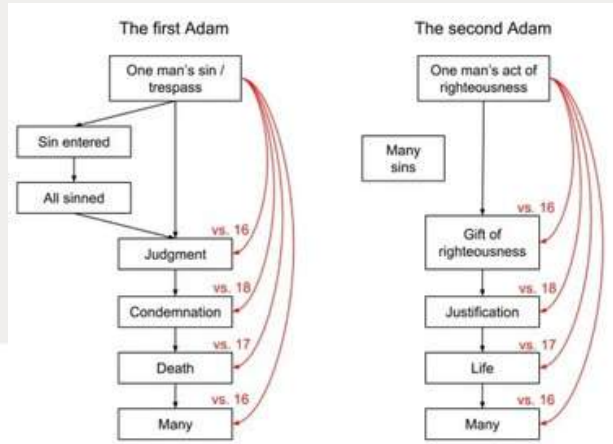 The first Adam
One man's sin /
trespass
Sin entered
All sinned
vs. 16
Judgment
vs. 18
Condemnation
vs. 17
Death
vs. 16
Many
The second Adam
One man's act of
righteousness
Many
sins
vs. 16
Gift of
righteousness
vs. 18
Justification
vs. 17
Life
vs. 16
Many